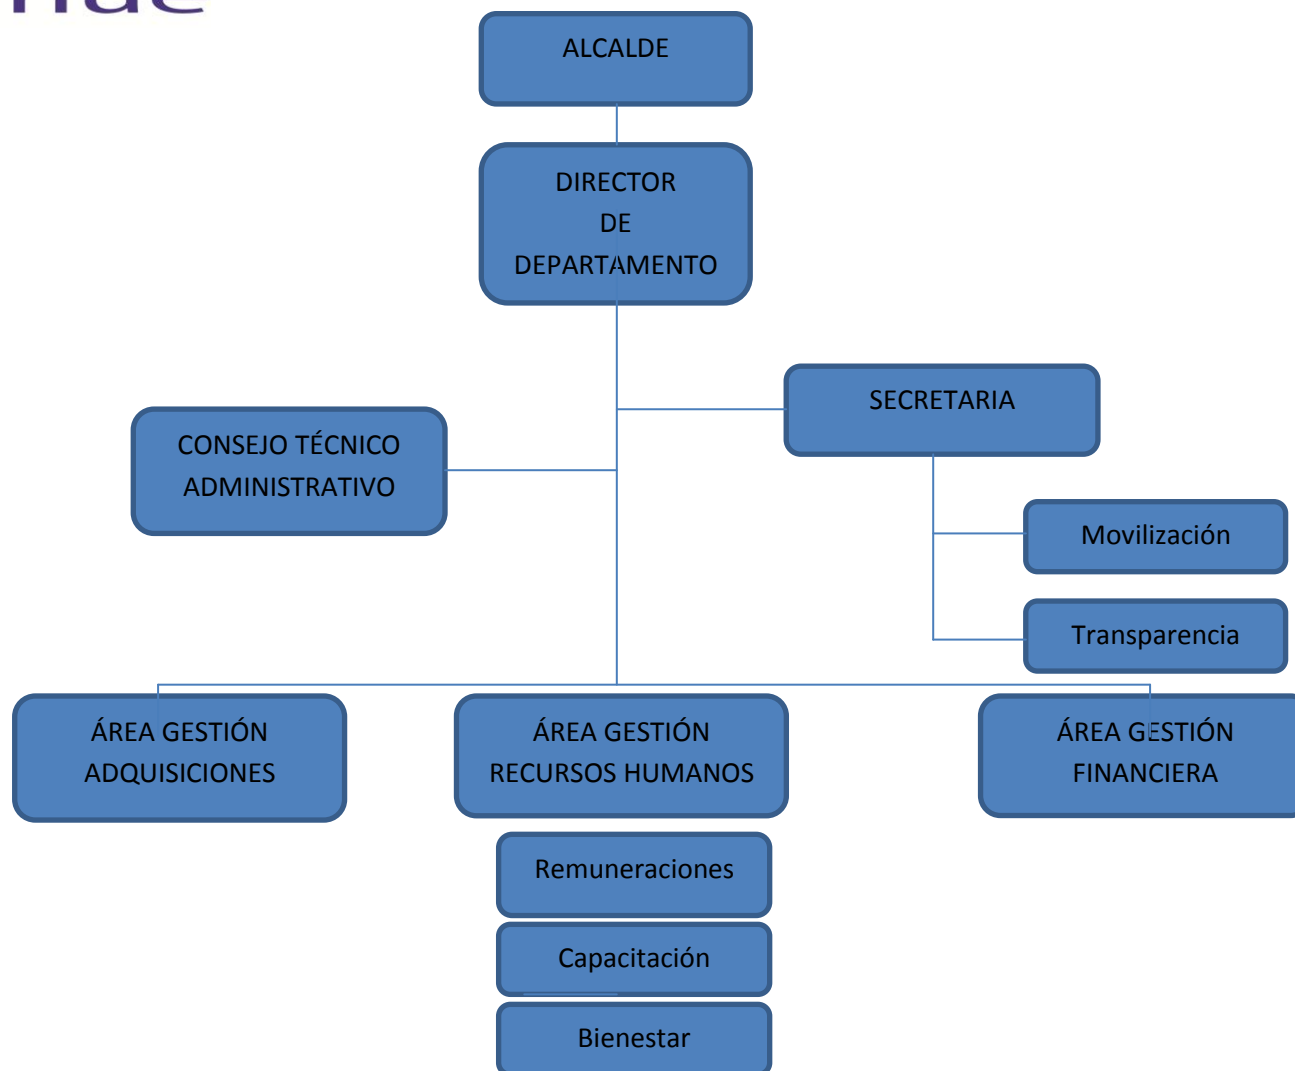 ALCALDE
DIRECTOR
DE
DEPARTAMENTO
SECRETARIA
CONSEJO TÉCNICO
ADMINISTRATIVO
Movilización
Transparencia
ÁREA GESTIÓN
ADQUISICIONES
ÁREA GESTIÓN
RECURSOS HUMANOS
ÁREA GESTIÓN
FINANCIERA
Remuneraciones
Capacitación
Bienestar